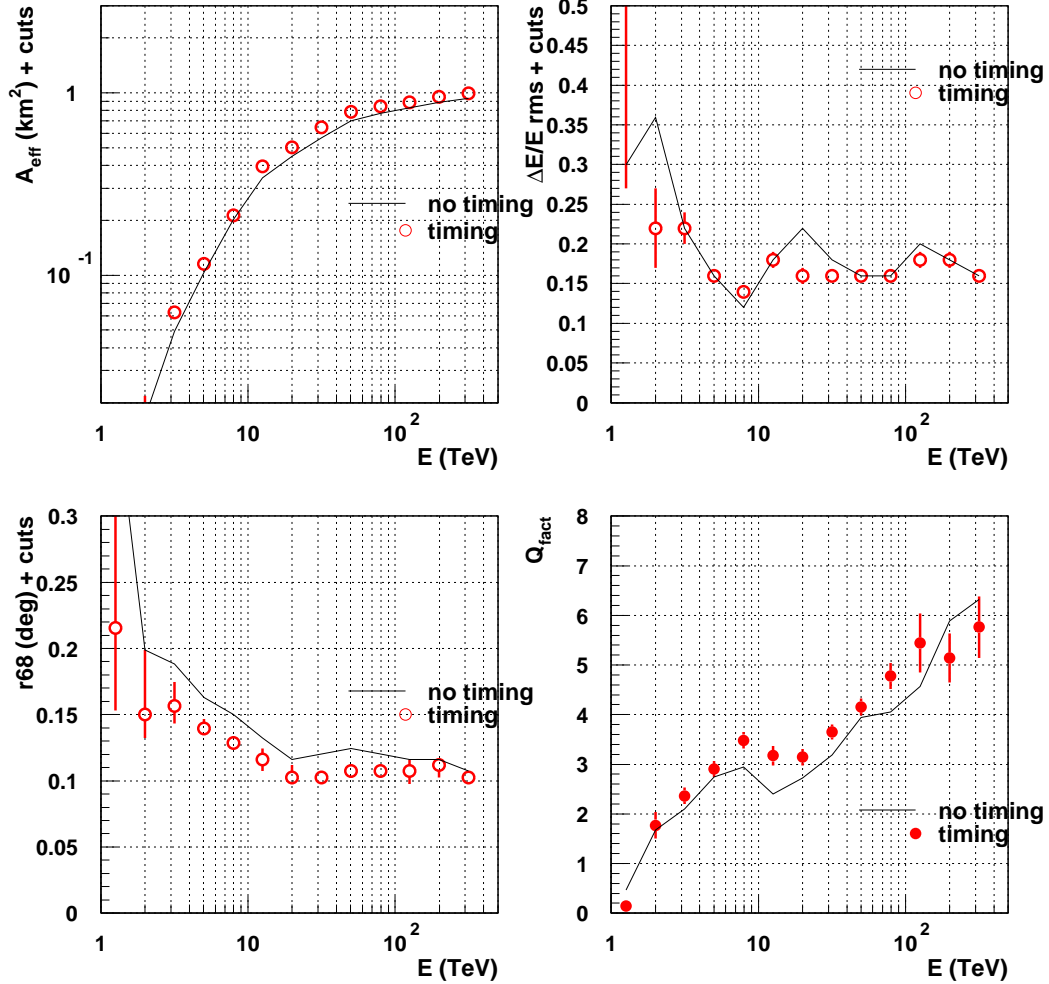 A_eff (km²) + cuts
1
10⁻¹
no timing
timing
1
10
10²
E (TeV)
ΔE/E rms + cuts
0.5
0.45
0.4
0.35
0.3
0.25
0.2
0.15
0.1
0.05
0
no timing
timing
1
10
10²
E (TeV)
r68 (deg) + cuts
0.3
0.25
0.2
0.15
0.1
0.05
0
no timing
timing
1
10
10²
E (TeV)
Q_fact
8
7
6
5
4
3
2
1
0
no timing
timing
1
10
10²
E (TeV)